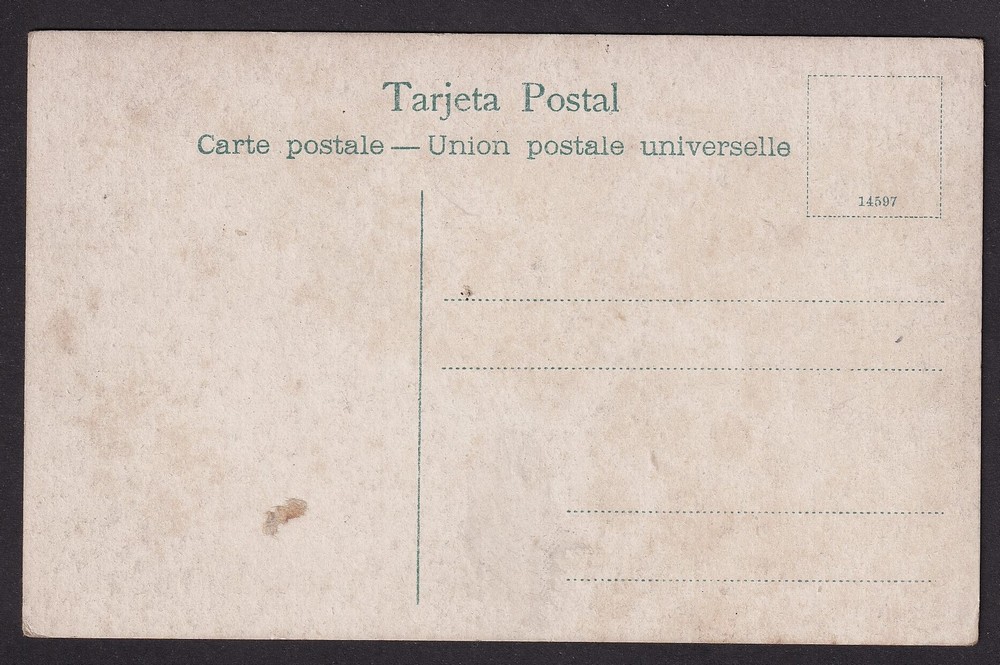 Tarjeta Postal
Carte postale — Union postale universelle
14597